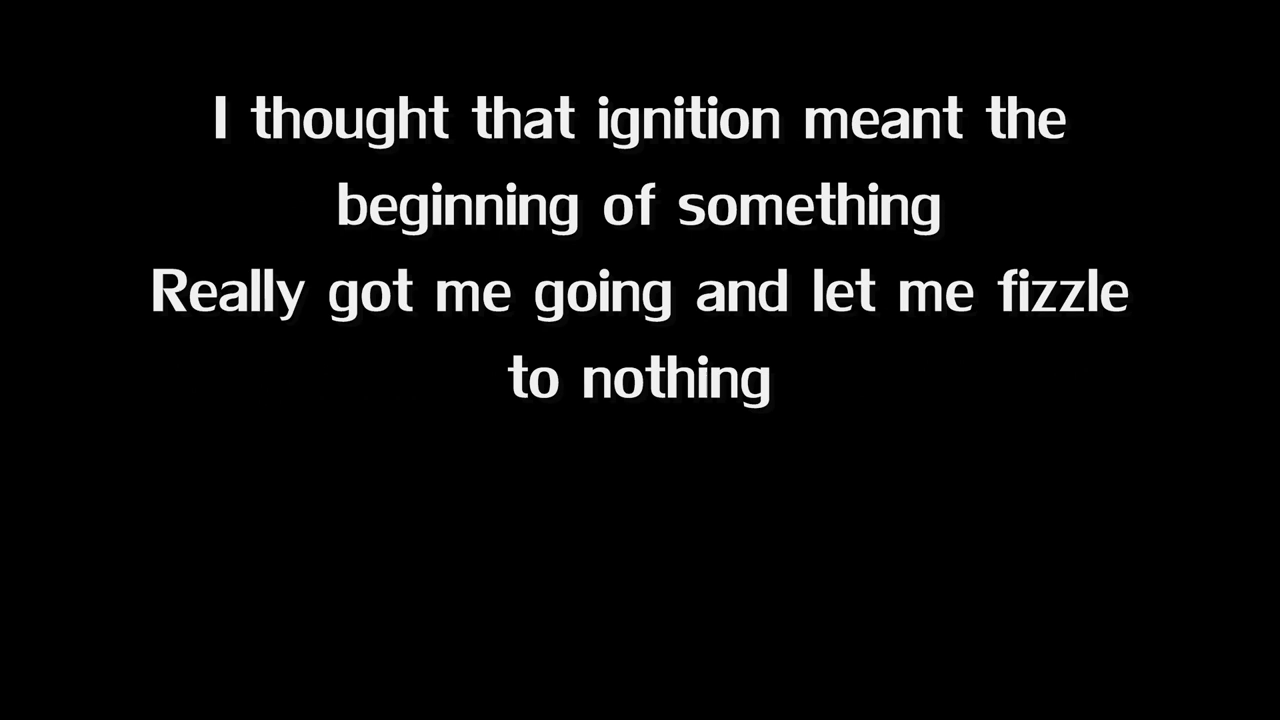 I thought that ignition meant the
beginning of something
Really got me going and let me fizzle
to nothing